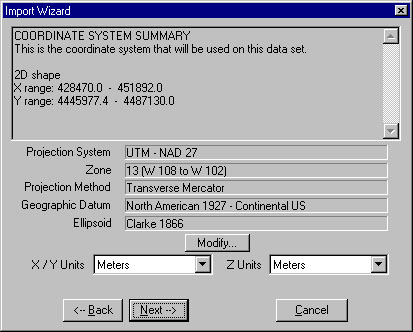 Import Wizard
COORDINATE SYSTEM SUMMARY
This is the coordinate system that will be used on this data set.
2D shape
X range: 428470.0 - 451892.0
Y range: 4445977.4 - 4487130.0
Projection System UTM - NAD 27
Zone 13 (W 108 to W 102)
Projection Method Transverse Mercator
Geographic Datum North American 1927 - Continental US
Ellipsoid Clarke 1866
Modify...
X / Y Units Meters Z Units Meters
<-- Back Next --> Cancel